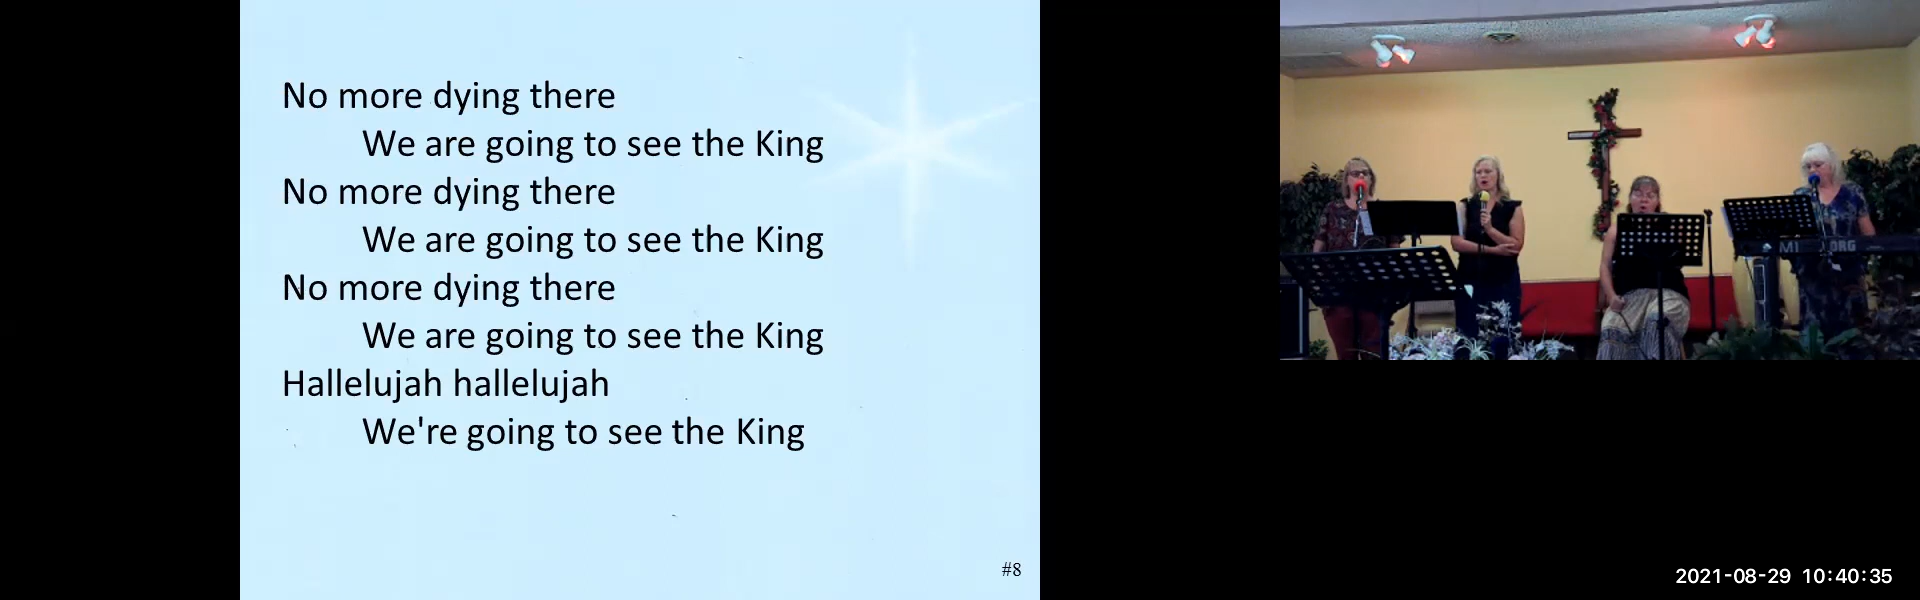 No more dying there
We are going to see the King
No more dying there
We are going to see the King
No more dying there
We are going to see the King
Hallelujah hallelujah
We're going to see the King
#8
M1 KORG
2021-08-29 10:40:35